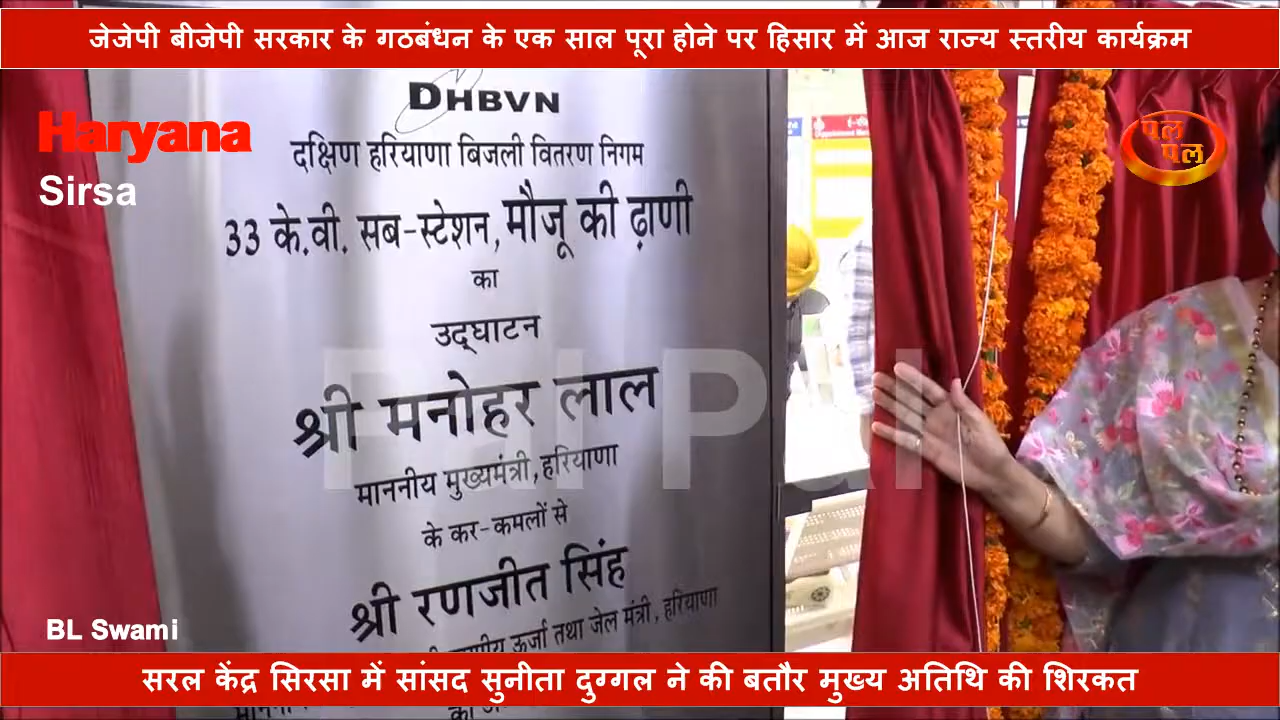 जेजेपी बीजेपी सरकार के गठबंधन के एक साल पूरा होने पर हिसार में आज राज्य स्तरीय कार्यक्रम
Haryana
Sirsa
पल
पल
DHBVN
दक्षिण हरियाणा बिजली वितरण निगम
33 के.वी. सब-स्टेशन, मौजू की ढ़ाणी
का
उद्घाटन
श्री मनोहर लाल
माननीय मुख्यमंत्री, हरियाणा
के कर-कमलों से
श्री रणजीत सिंह
ऊर्जा तथा जेल मंत्री, हरियाणा
Pal Pal
BL Swami
सरल केंद्र सिरसा में सांसद सुनीता दुग्गल ने की बतौर मुख्य अतिथि की शिरकत